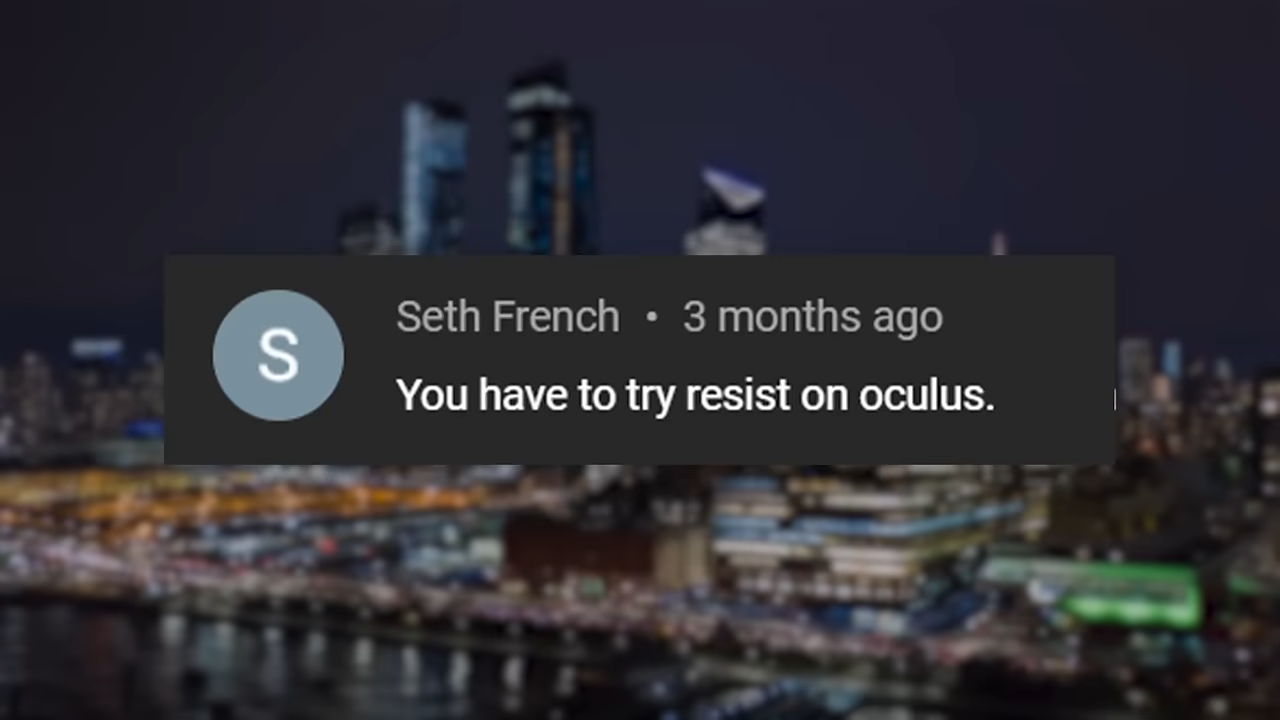 S
Seth French • 3 months ago
You have to try resist on oculus.